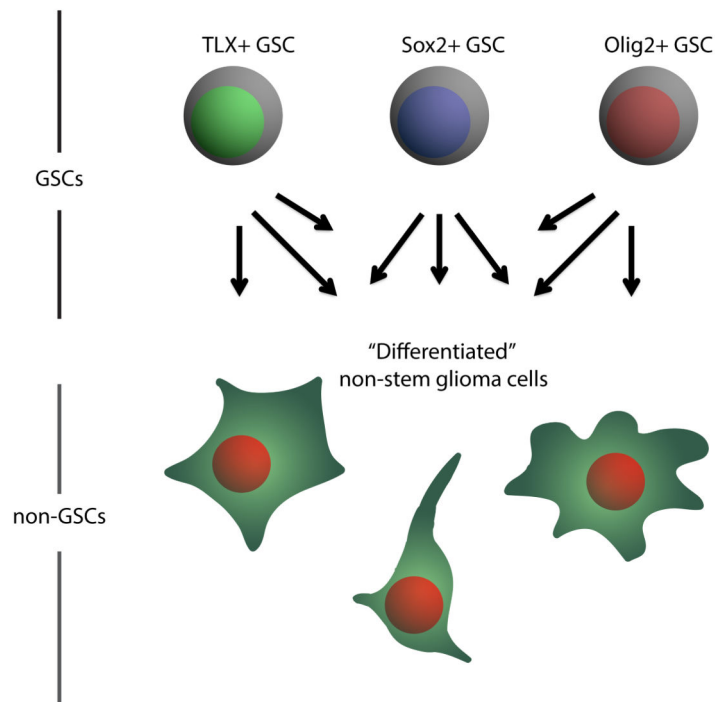 TLX+ GSC
Sox2+ GSC
Olig2+ GSC
GSCs
“Differentiated”
non-stem glioma cells
non-GSCs